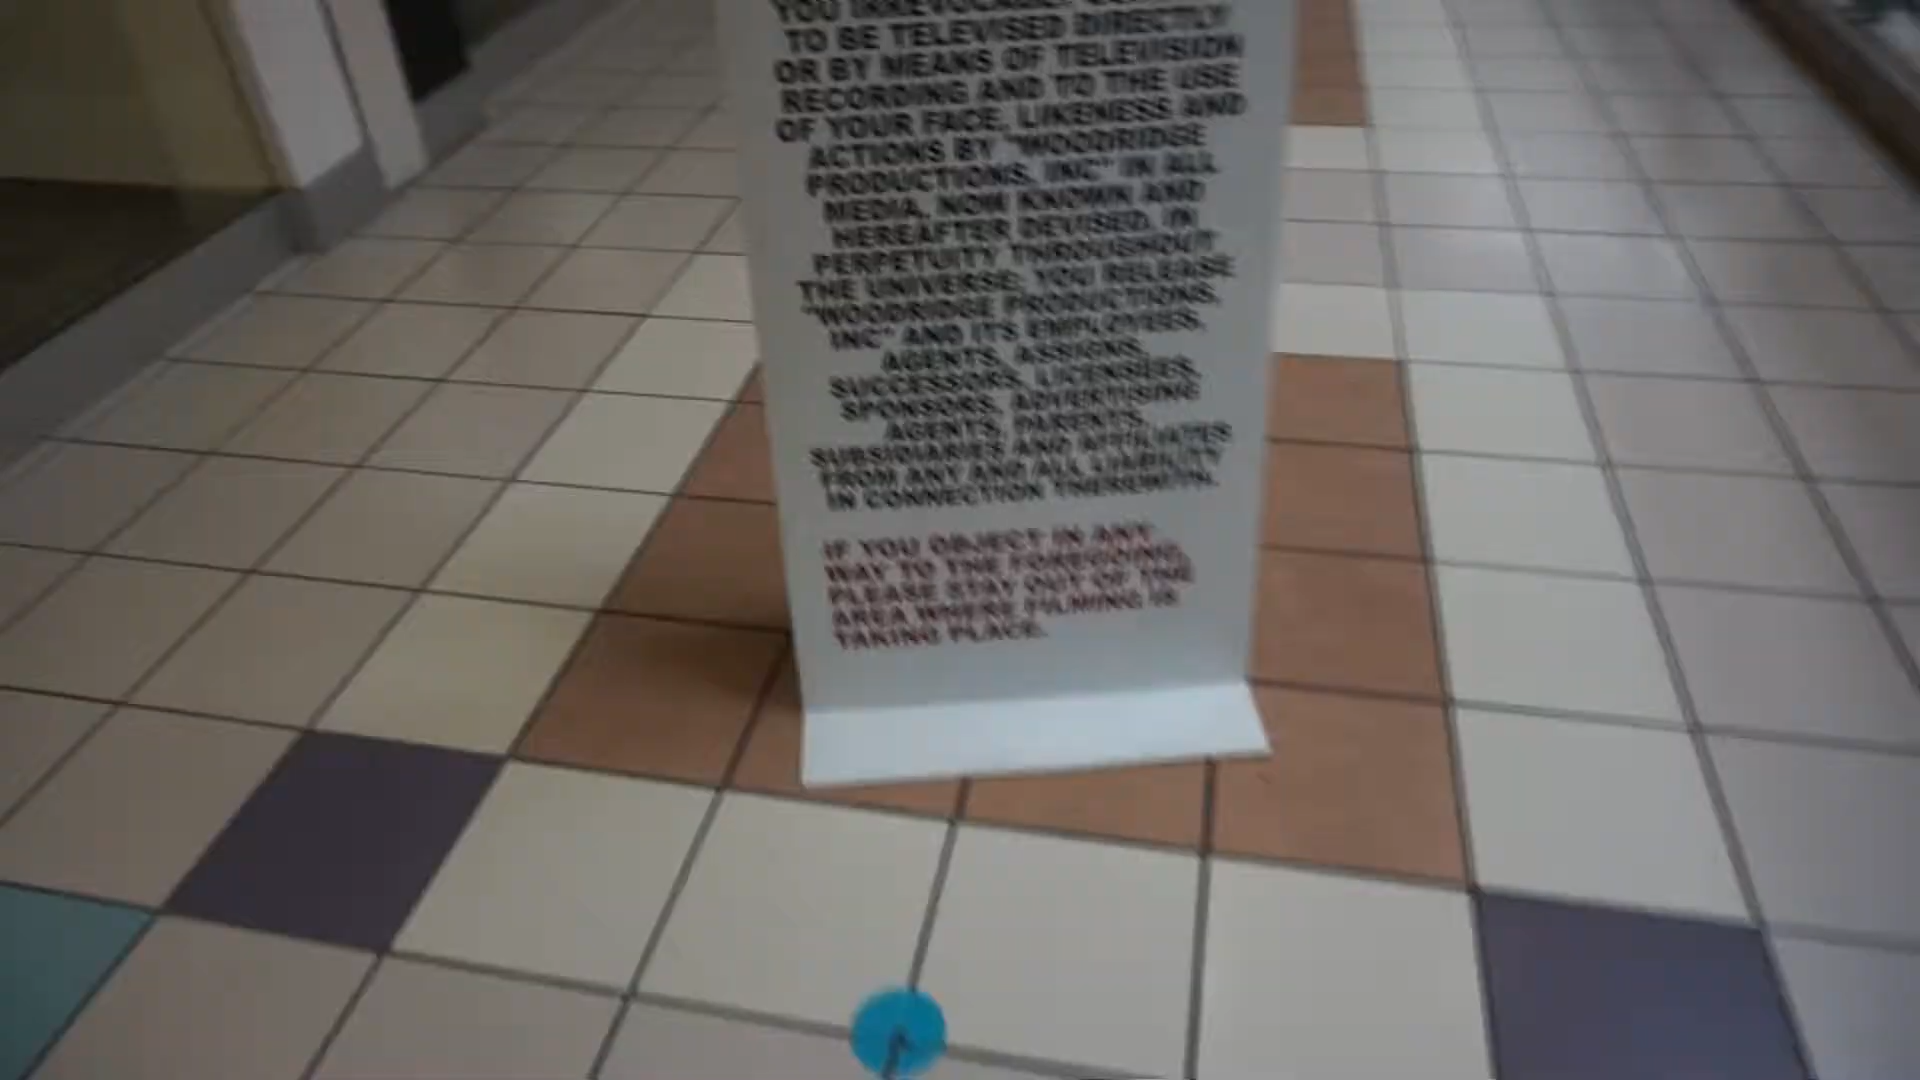 YOU IRREVOCABLY
TO BE TELEVISED DIRECTLY
OR BY MEANS OF TELEVISION
RECORDING AND TO THE USE
OF YOUR FACE, LIKENESS AND
ACTIONS BY "WOODRIDGE
PRODUCTIONS, INC" IN ALL
MEDIA, NOW KNOWN AND
HEREAFTER DEVISED, IN
PERPETUITY THROUGHOUT
THE UNIVERSE. YOU RELEASE
"WOODRIDGE PRODUCTIONS,
INC" AND ITS EMPLOYEES,
AGENTS, ASSIGNS,
SUCCESSORS, LICENSEES,
SPONSORS, ADVERTISING
AGENTS, PARENTS,
SUBSIDIARIES AND AFFILIATES
FROM ANY AND ALL LIABILITY
IN CONNECTION THEREWITH.
IF YOU OBJECT IN ANY
WAY TO THE FOREGOING,
PLEASE STAY OUT OF THE
AREA WHERE FILMING IS
TAKING PLACE.